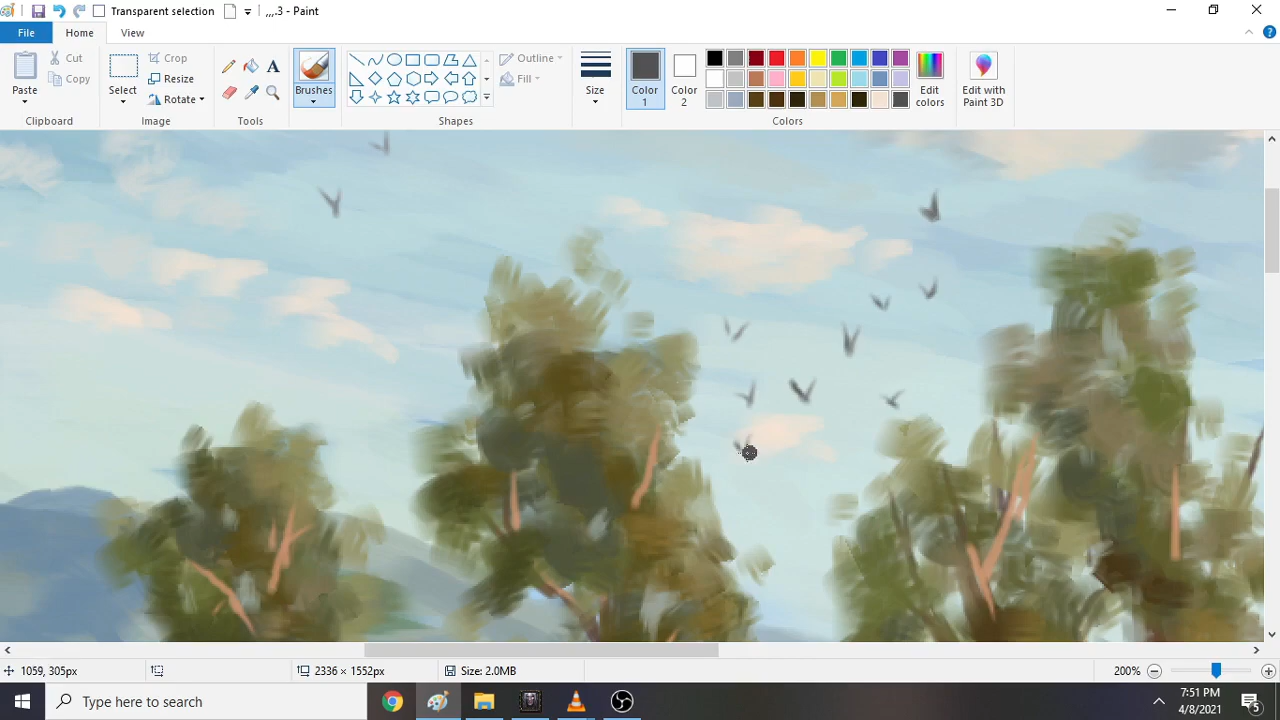 ,,,.3 - Paint
Transparent selection
File
Home
View
Paste
Cut
Copy
Clipboard
Select
Crop
Resize
Rotate
Image
A
Tools
Brushes
Outline
Fill
Shapes
Size
Color 1
Color 2
Edit colors
Edit with Paint 3D
Colors
1059, 305px
2336 × 1552px
Size: 2.0MB
200%
Type here to search
7:51 PM
4/8/2021
5